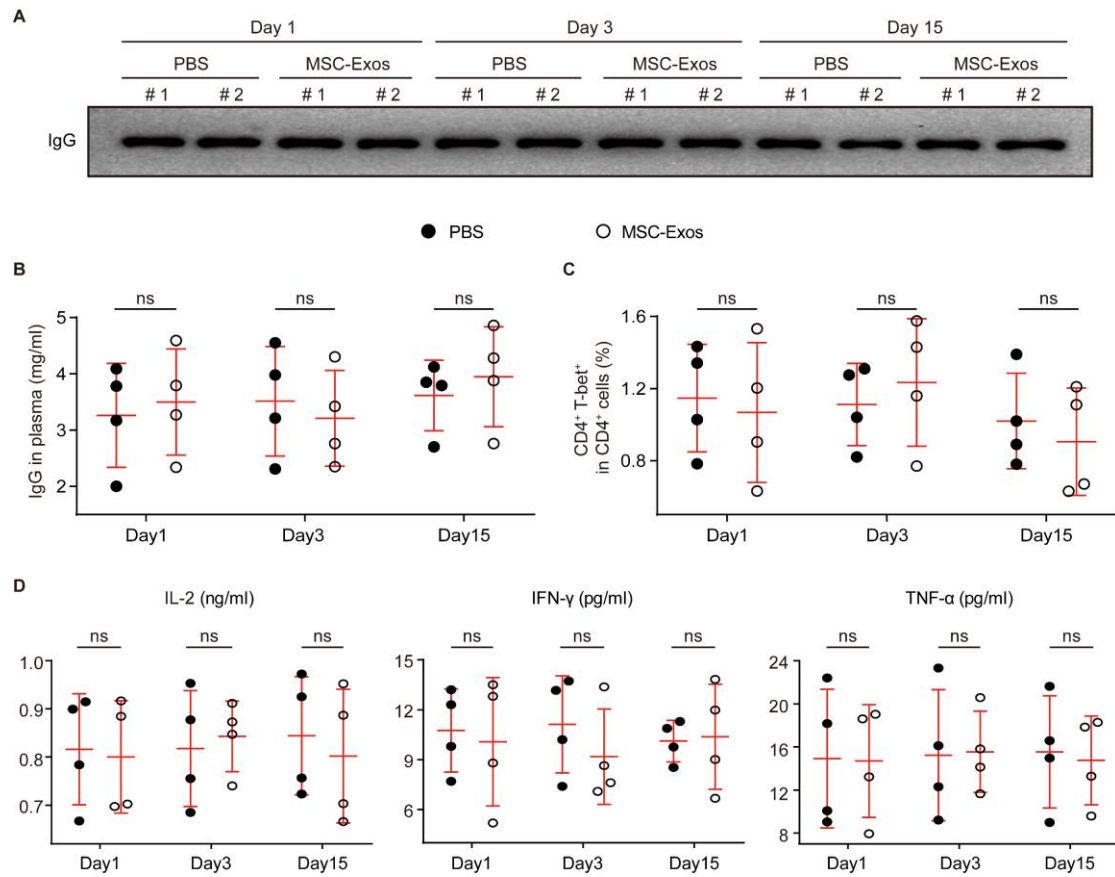 A
Day 1 Day 3 Day 15
PBS MSC-Exos PBS MSC-Exos PBS MSC-Exos
# 1 # 2 # 1 # 2 # 1 # 2 # 1 # 2 # 1 # 2 # 1 # 2
IgG
PBS MSC-Exos
B
ns ns ns
IgG in plasma (mg/ml)
5
4
3
2
Day1 Day3 Day15
C
ns ns ns
CD4⁺ T-bet⁺
in CD4⁺ cells (%)
1.6
1.2
0.8
Day1 Day3 Day15
D
IL-2 (ng/ml)
ns ns ns
1.0
0.9
0.8
0.7
Day1 Day3 Day15
IFN-γ (pg/ml)
ns ns ns
15
12
9
6
Day1 Day3 Day15
TNF-α (pg/ml)
ns ns ns
24
20
16
12
8
Day1 Day3 Day15